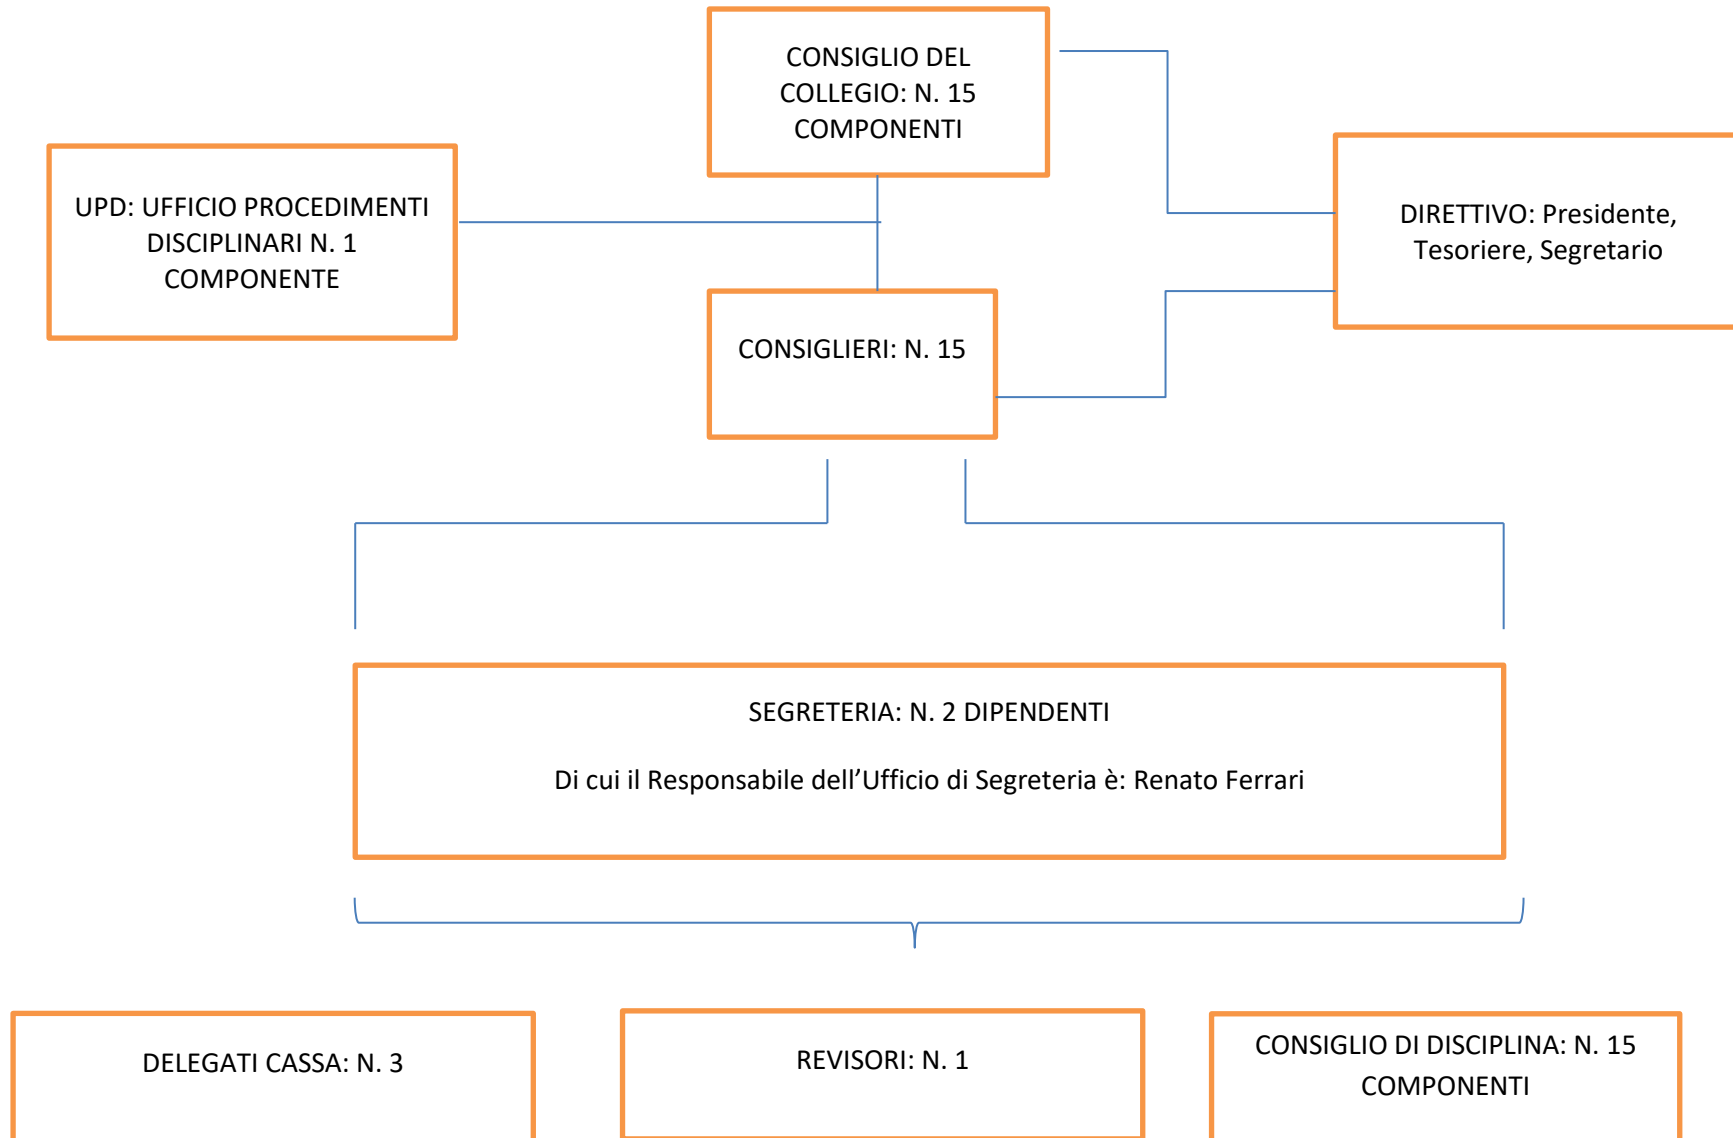 CONSIGLIO DEL
COLLEGIO: N. 15
COMPONENTI
UPD: UFFICIO PROCEDIMENTI
DISCIPLINARI N. 1
COMPONENTE
DIRETTIVO: Presidente,
Tesoriere, Segretario
CONSIGLIERI: N. 15
SEGRETERIA: N. 2 DIPENDENTI
Di cui il Responsabile dell’Ufficio di Segreteria è: Renato Ferrari
DELEGATI CASSA: N. 3
REVISORI: N. 1
CONSIGLIO DI DISCIPLINA: N. 15
COMPONENTI